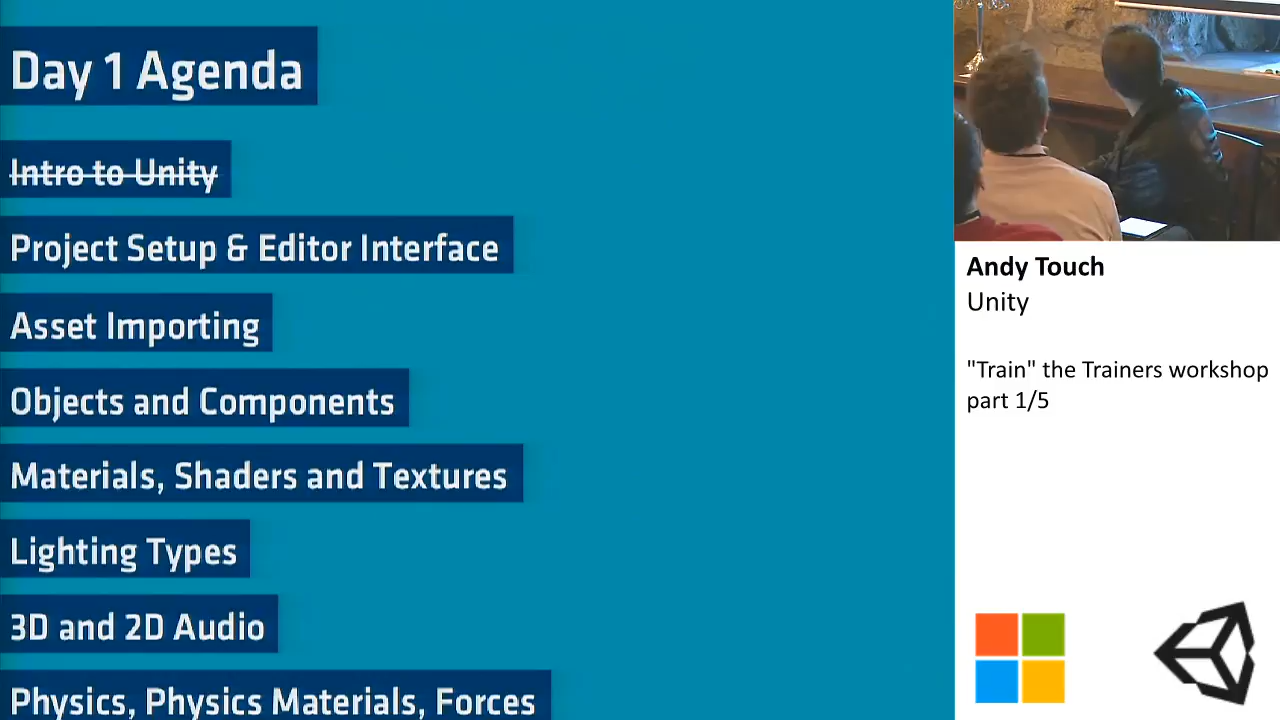 Day 1 Agenda
Intro to Unity
Project Setup & Editor Interface
Asset Importing
Objects and Components
Materials, Shaders and Textures
Lighting Types
3D and 2D Audio
Physics, Physics Materials, Forces
Andy Touch
Unity
"Train" the Trainers workshop
part 1/5